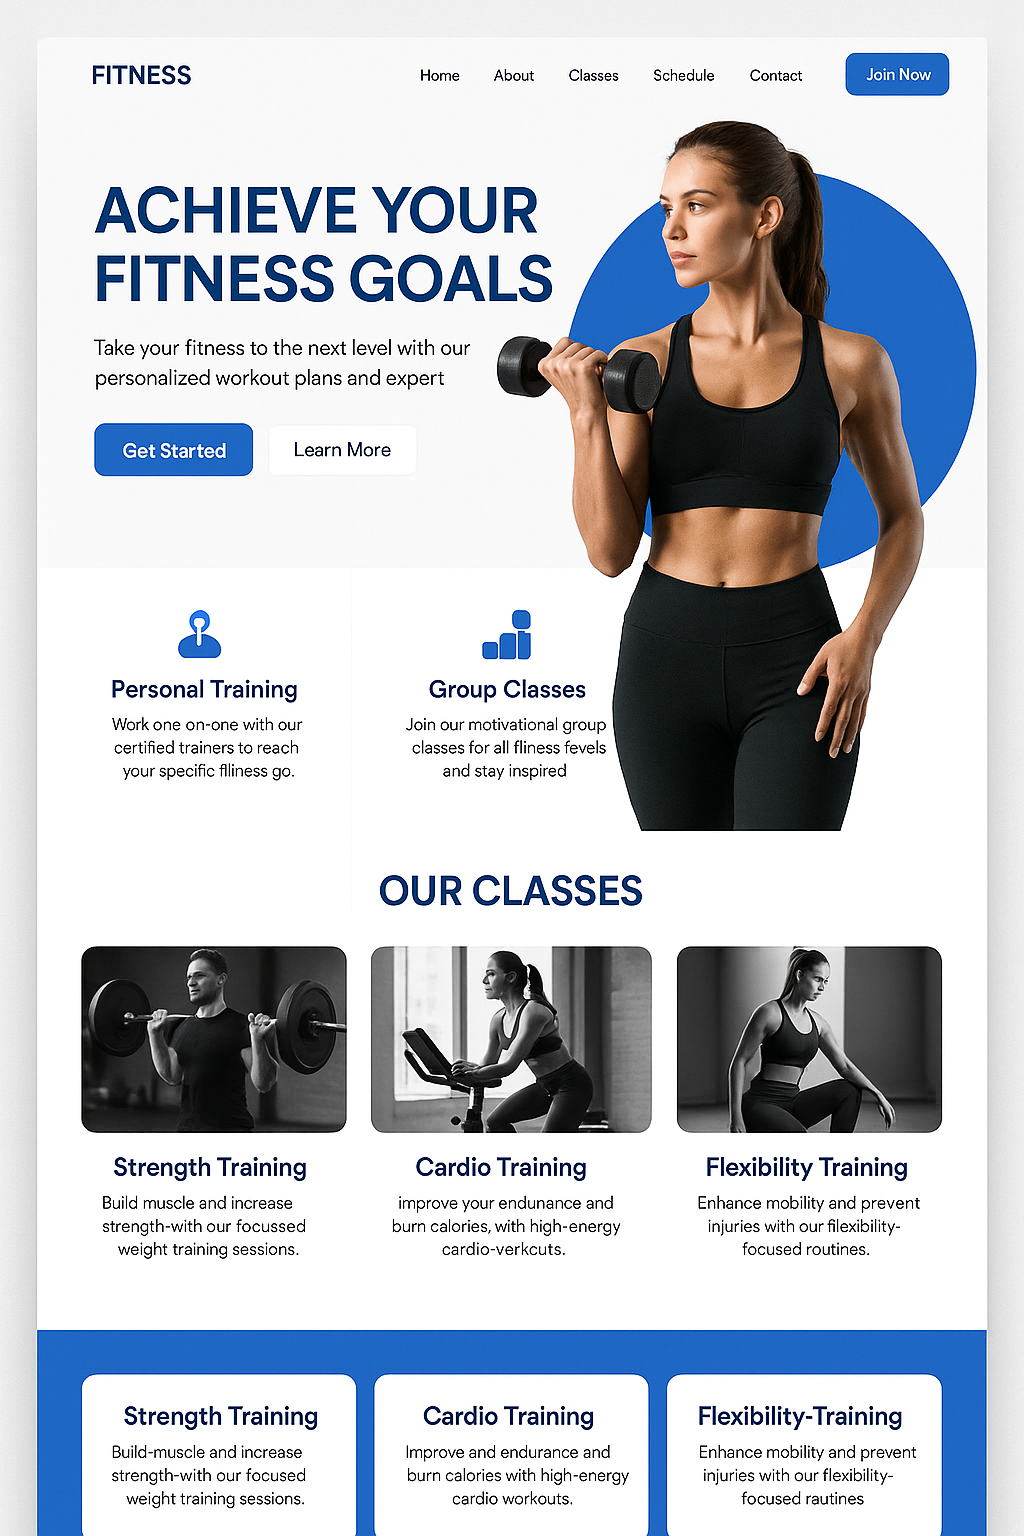 FITNESS
Home About Classes Schedule Contact Join Now
ACHIEVE YOUR
FITNESS GOALS
Take your fitness to the next level with our
personalized workout plans and expert
Get Started Learn More
Personal Training
Work one on-one with our
certified trainers to reach
your specific flliness go.
Group Classes
Join our motivational group
classes for all fliness fevels
and stay inspired
OUR CLASSES
Strength Training
Build muscle and increase
strength-with our focussed
weight training sessions.
Cardio Training
improve your endunance and
burn calories, with high-energy
cardio-verkcuts.
Flexibility Training
Enhance mobility and prevent
injuries with our flexibility-
focused routines.
Strength Training
Build-muscle and increase
strength-with our focused
weight training sessions.
Cardio Training
Improve and endurance and
burn calories with high-energy
cardio workouts.
Flexibility-Training
Enhance mobility and prevent
injuries with our flexibility-
focused rautines